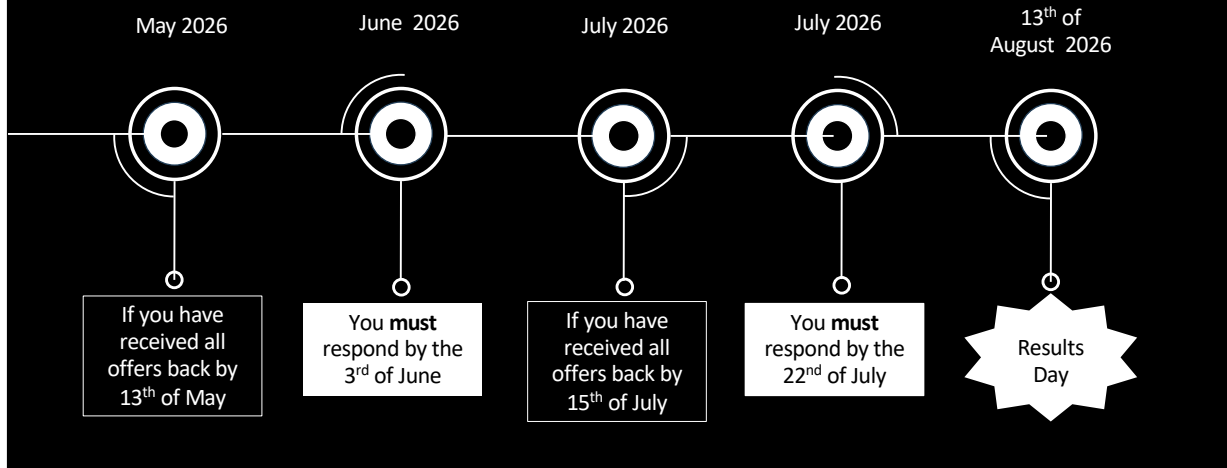 May 2026
June 2026
July 2026
July 2026
13th of
August 2026
If you have
received all
offers back by
13th of May
You must
respond by the
3rd of June
If you have
received all
offers back by
15th of July
You must
respond by the
22nd of July
Results
Day